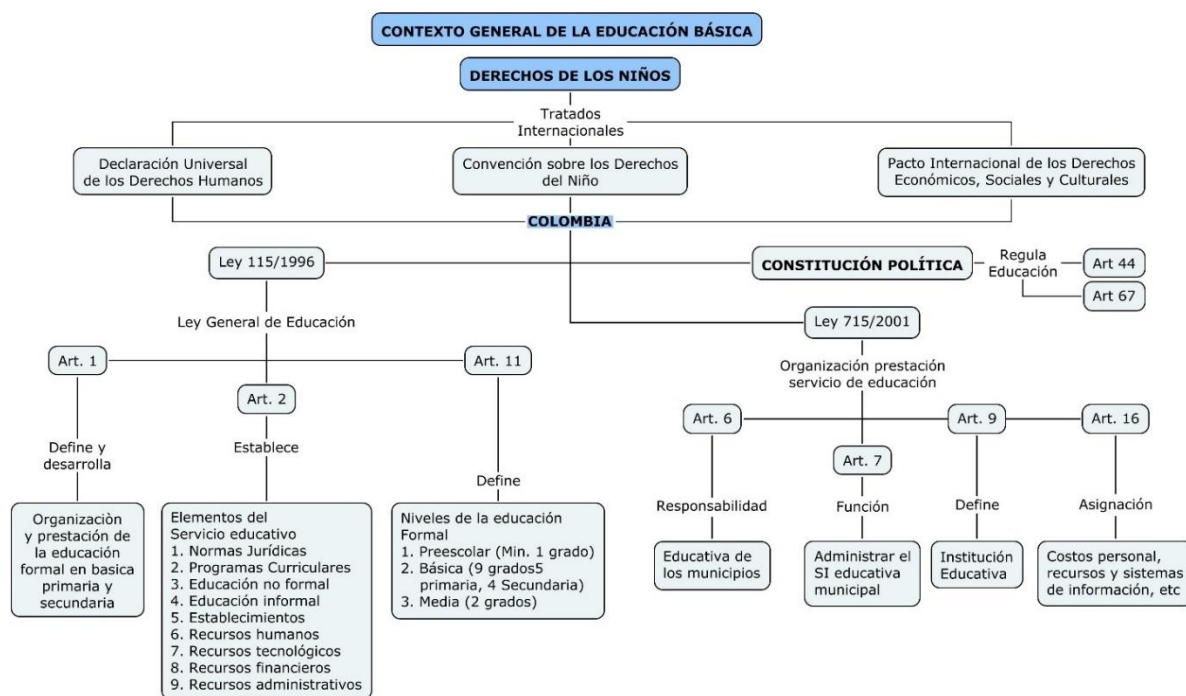 CONTEXTO GENERAL DE LA EDUCACIÓN BÁSICA
DERECHOS DE LOS NIÑOS
Tratados
Internacionales
Declaración Universal
de los Derechos Humanos
Convención sobre los Derechos
del Niño
Pacto Internacional de los Derechos
Económicos, Sociales y Culturales
COLOMBIA
Ley 115/1996
CONSTITUCIÓN POLÍTICA
Regula
Educación
Art 44
Art 67
Ley General de Educación
Ley 715/2001
Art. 1
Art. 2
Art. 11
Organización prestación
servicio de educación
Art. 6
Art. 7
Art. 9
Art. 16
Define y
desarrolla
Establece
Define
Responsabilidad
Función
Define
Asignación
Organizaciòn
y prestación de
la educación
formal en basica
primaria y
secundaria
Elementos del
Servicio educativo
1. Normas Jurídicas
2. Programas Curriculares
3. Educación no formal
4. Educación informal
5. Establecimientos
6. Recursos humanos
7. Recursos tecnológicos
8. Recursos financieros
9. Recursos administrativos
Niveles de la educación
Formal
1. Preescolar (Min. 1 grado)
2. Básica (9 grados5
primaria, 4 Secundaria)
3. Media (2 grados)
Educativa de
los municipios
Administrar el
SI educativa
municipal
Institución
Educativa
Costos personal,
recursos y sistemas
de información, etc